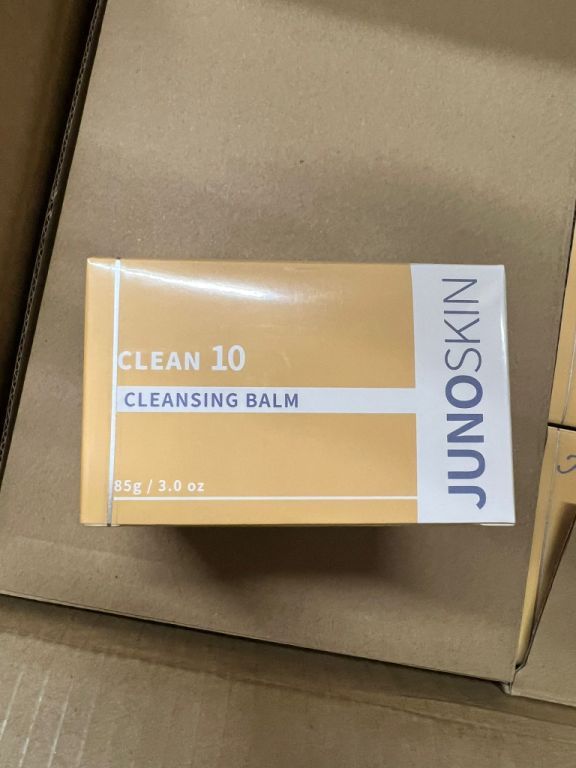 CLEAN 10
CLEANSING BALM
85g / 3.0 oz
JUNOSKIN